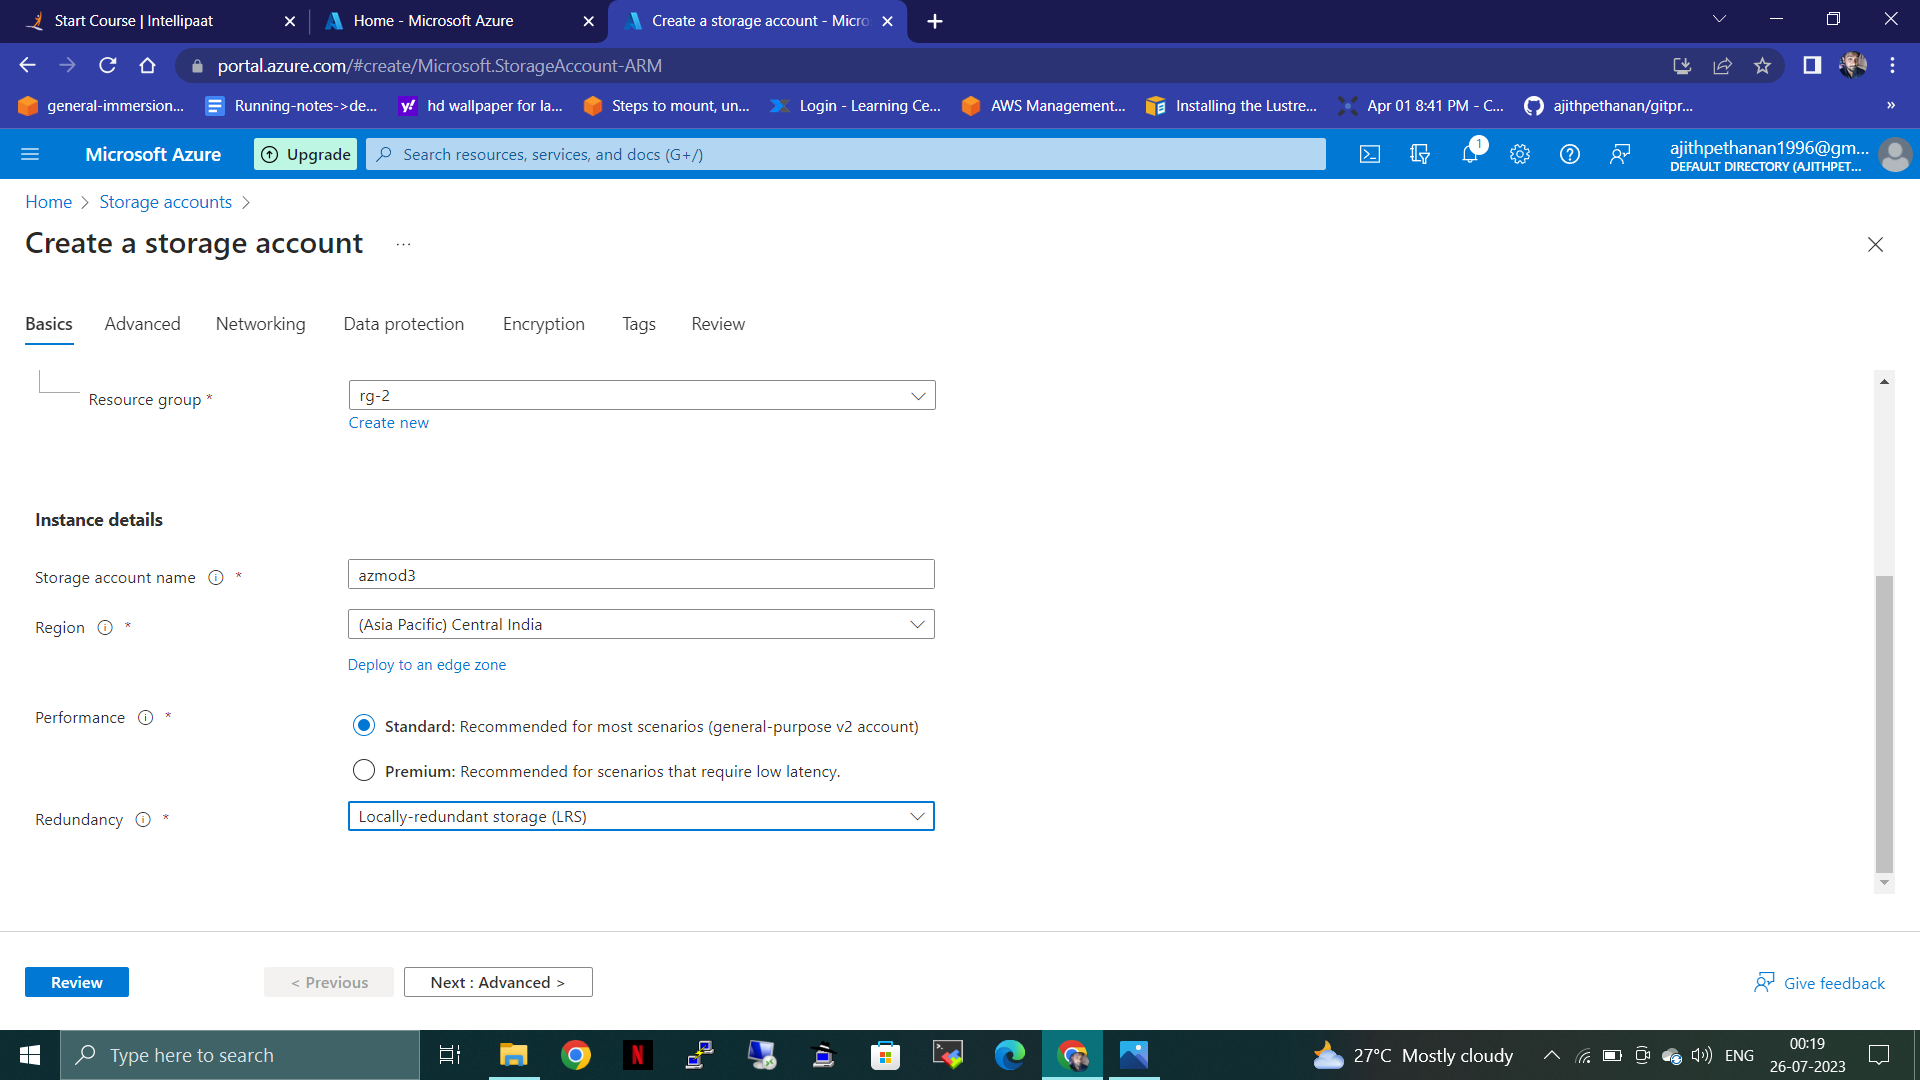 Start Course | Intellipaat
Home - Microsoft Azure
Create a storage account - Micro
portal.azure.com/#create/Microsoft.StorageAccount-ARM
general-immersion...
Running-notes->de...
hd wallpaper for la...
Steps to mount, un...
Login - Learning Ce...
AWS Management...
Installing the Lustre...
Apr 01 8:41 PM - C...
ajithpethanan/gitpr...
»
Microsoft Azure
Upgrade
Search resources, services, and docs (G+/)
1
ajithpethanan1996@gm...
DEFAULT DIRECTORY (AJITHPET...
Home > Storage accounts >
Create a storage account ...
Basics
Advanced
Networking
Data protection
Encryption
Tags
Review
Resource group *
rg-2
Create new
Instance details
Storage account name *
azmod3
Region *
(Asia Pacific) Central India
Deploy to an edge zone
Performance *
Standard: Recommended for most scenarios (general-purpose v2 account)
Premium: Recommended for scenarios that require low latency.
Redundancy *
Locally-redundant storage (LRS)
Review
< Previous
Next : Advanced >
Give feedback
Type here to search
27°C Mostly cloudy
ENG
00:19
26-07-2023